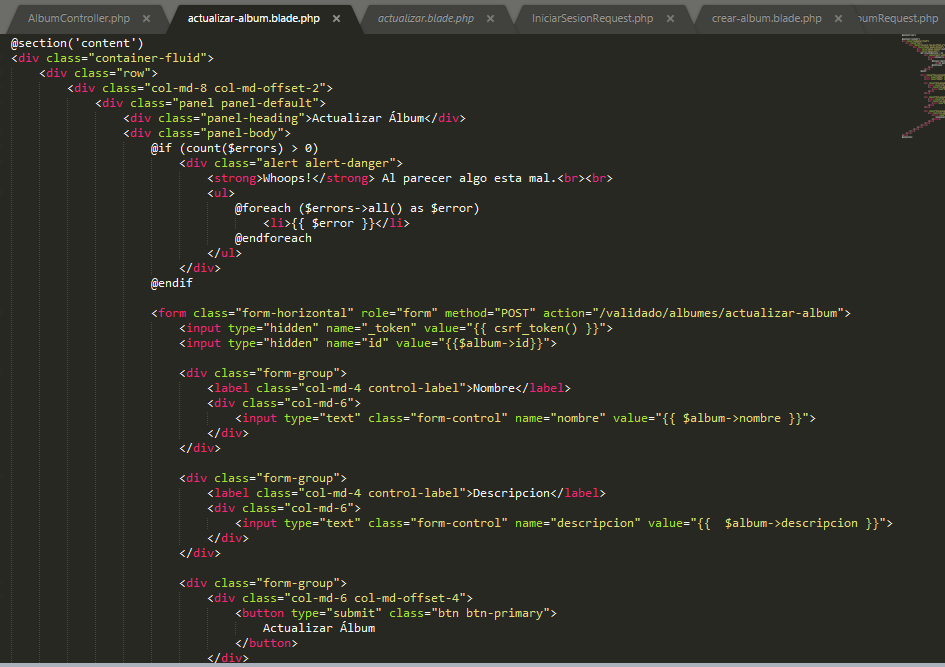 AlbumController.php ×
actualizar-album.blade.php ×
actualizar.blade.php ×
IniciarSesionRequest.php ×
crear-album.blade.php ×
bumRequest.php
@section('content')
<div class="container-fluid">
    <div class="row">
        <div class="col-md-8 col-md-offset-2">
            <div class="panel panel-default">
                <div class="panel-heading">Actualizar Álbum</div>
                <div class="panel-body">
                    @if (count($errors) > 0)
                        <div class="alert alert-danger">
                            <strong>Whoops!</strong> Al parecer algo esta mal.<br><br>
                            <ul>
                                @foreach ($errors->all() as $error)
                                    <li>{{ $error }}</li>
                                @endforeach
                            </ul>
                        </div>
                    @endif
                    <form class="form-horizontal" role="form" method="POST" action="/validado/albumes/actualizar-album">
                        <input type="hidden" name="_token" value="{{ csrf_token() }}">
                        <input type="hidden" name="id" value="{{$album->id}}">
                        <div class="form-group">
                            <label class="col-md-4 control-label">Nombre</label>
                            <div class="col-md-6">
                                <input type="text" class="form-control" name="nombre" value="{{ $album->nombre }}">
                            </div>
                        </div>
                        <div class="form-group">
                            <label class="col-md-4 control-label">Descripcion</label>
                            <div class="col-md-6">
                                <input type="text" class="form-control" name="descripcion" value="{{  $album->descripcion }}">
                            </div>
                        </div>
                        <div class="form-group">
                            <div class="col-md-6 col-md-offset-4">
                                <button type="submit" class="btn btn-primary">
                                    Actualizar Álbum
                                </button>
                            </div>